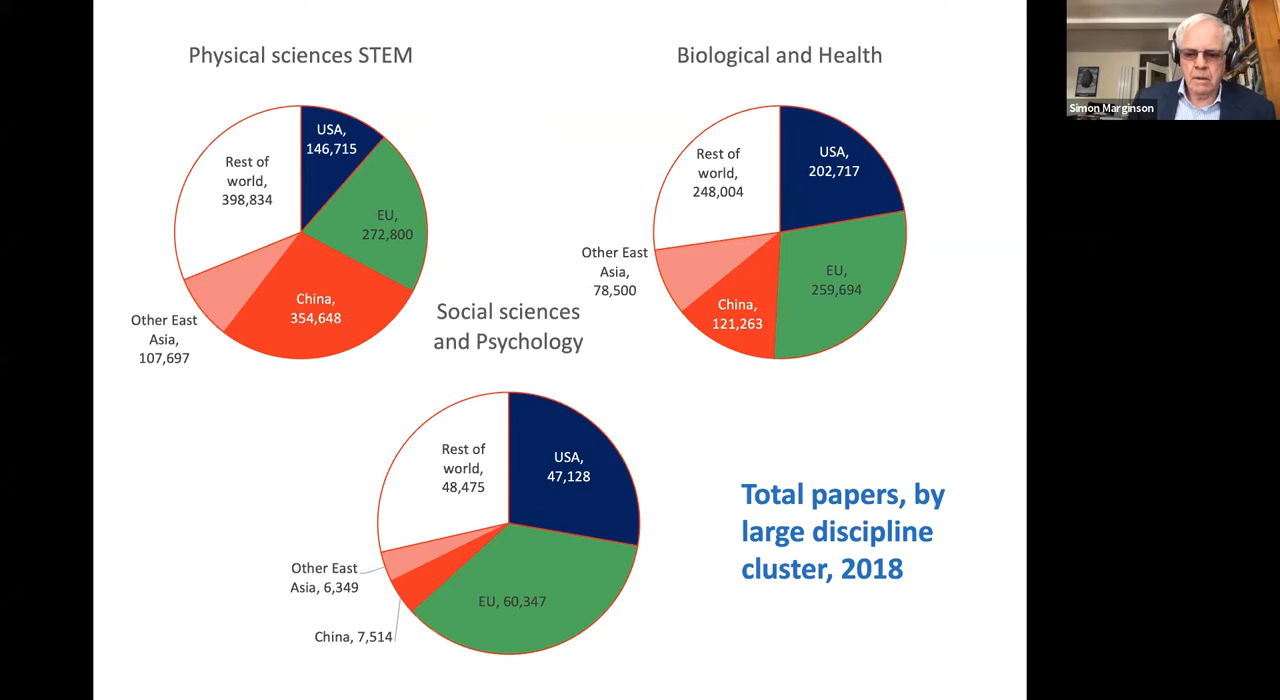 Physical sciences STEM
USA,
146,715
EU,
272,800
China,
354,648
Other East
Asia,
107,697
Rest of
world,
398,834
Biological and Health
USA,
202,717
EU,
259,694
China,
121,263
Other East
Asia,
78,500
Rest of
world,
248,004
Social sciences
and Psychology
USA,
47,128
EU, 60,347
China, 7,514
Other East
Asia, 6,349
Rest of
world,
48,475
Total papers, by
large discipline
cluster, 2018
Simon Marginson